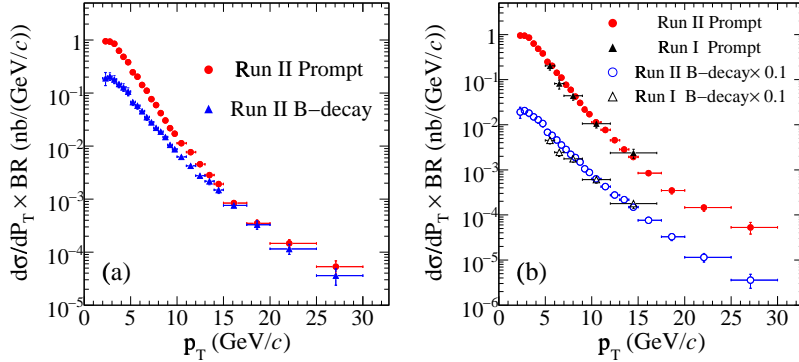 dσ/dP_T × BR (nb/(GeV/c))
1
10^−1
10^−2
10^−3
10^−4
10^−5
Run II Prompt
Run II B−decay
(a)
0 5 10 15 20 25 30
p_T (GeV/c)
dσ/dP_T × BR (nb/(GeV/c))
1
10^−1
10^−2
10^−3
10^−4
10^−5
10^−6
Run II Prompt
Run I Prompt
Run II B−decay× 0.1
Run I B−decay× 0.1
(b)
0 5 10 15 20 25 30
p_T (GeV/c)